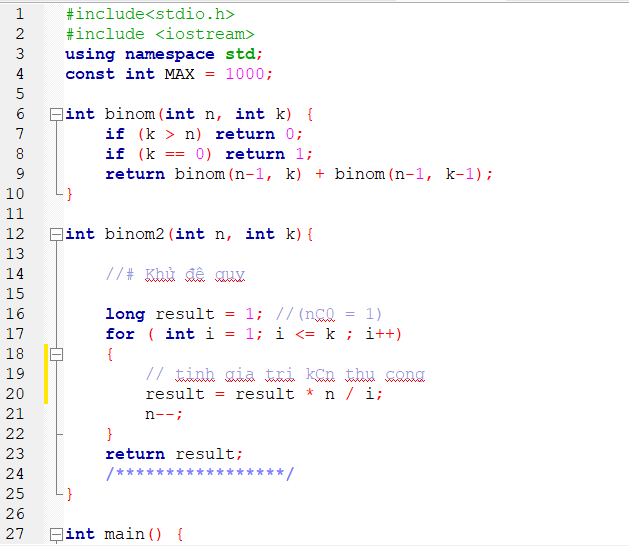 1 #include<stdio.h>
2 #include <iostream>
3 using namespace std;
4 const int MAX = 1000;
5
6 int binom(int n, int k) {
7 if (k > n) return 0;
8 if (k == 0) return 1;
9 return binom(n-1, k) + binom(n-1, k-1);
10 }
11
12 int binom2(int n, int k){
13
14 //# Khử đệ quy
15
16 long result = 1; //(nC0 = 1)
17 for ( int i = 1; i <= k ; i++)
18 {
19 // tinh gia tri kCn thu cong
20 result = result * n / i;
21 n--;
22 }
23 return result;
24 /*****************/
25 }
26
27 int main() {